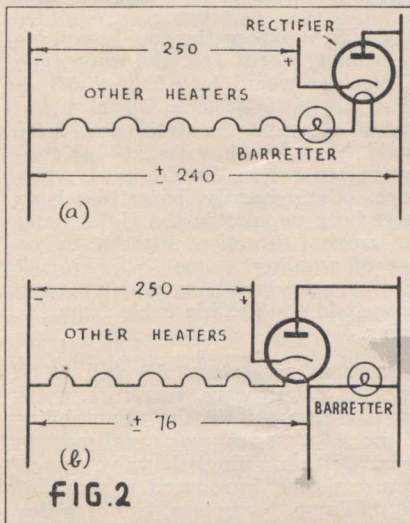 RECTIFIER
250
- +
OTHER HEATERS
BARRETTER
± 240
(a)
250
- +
OTHER HEATERS
BARRETTER
± 76
(b)
FIG.2